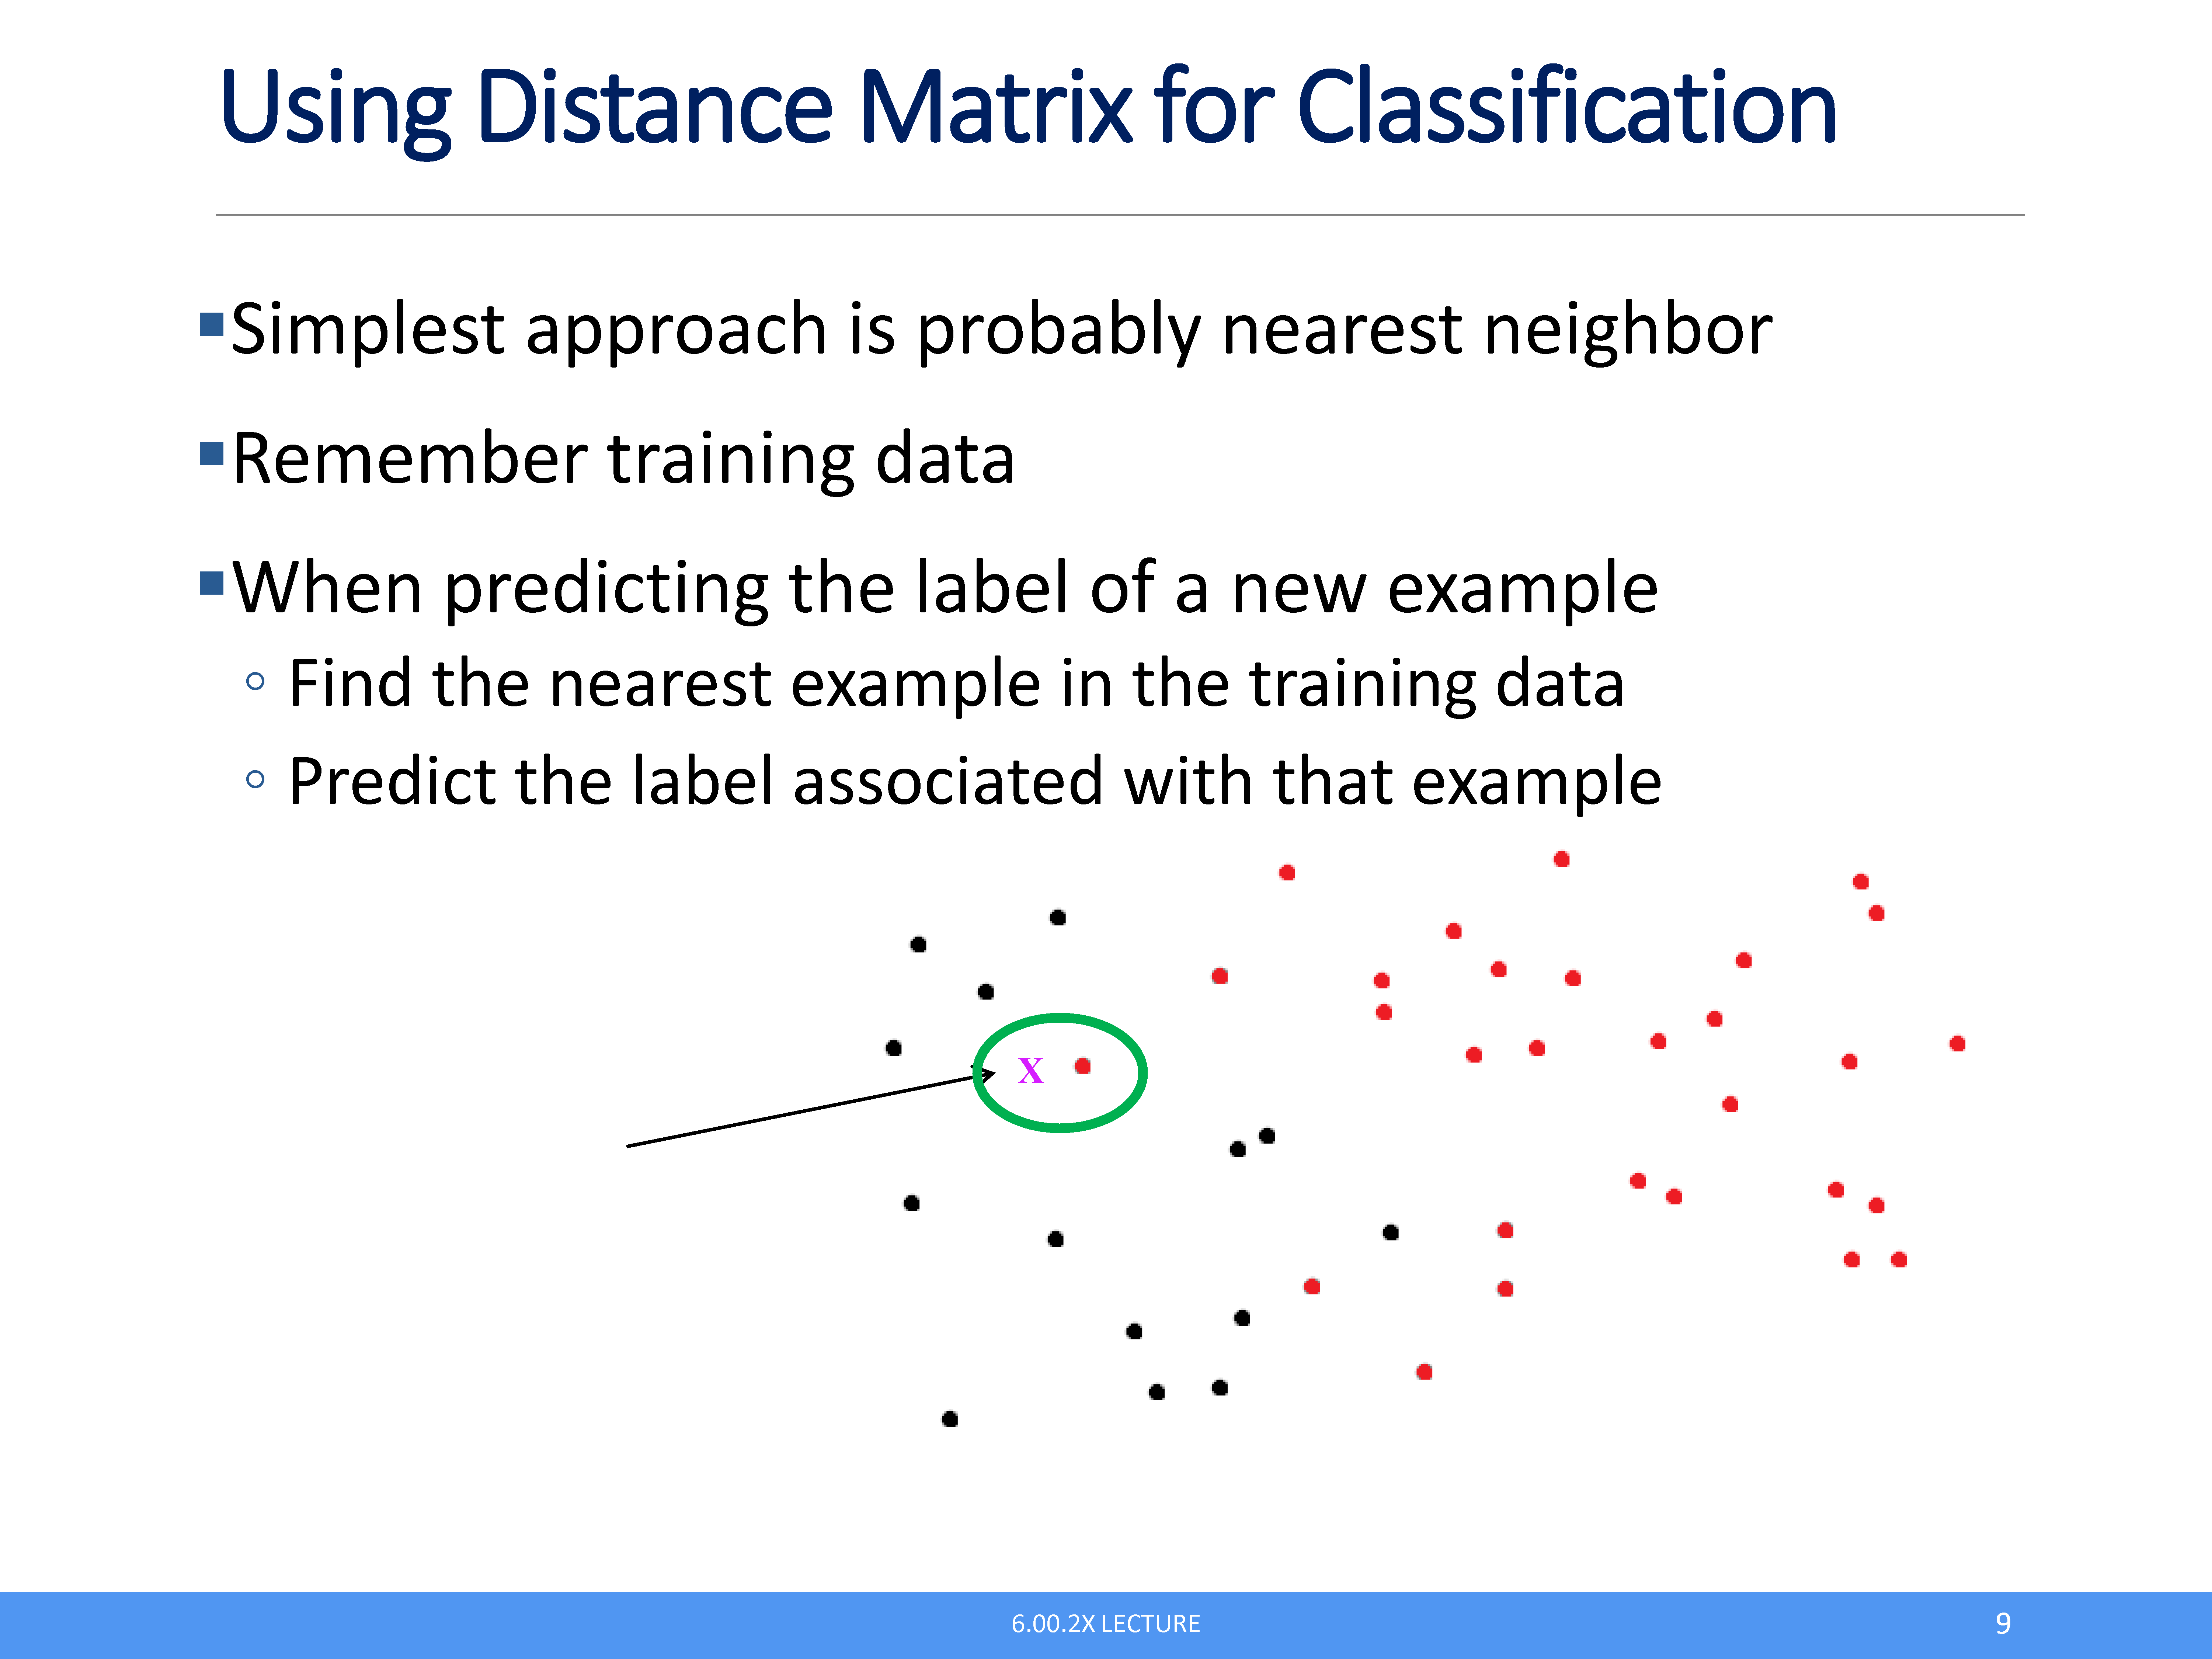 Using Distance Matrix for Classification
▪Simplest approach is probably nearest neighbor
▪Remember training data
▪When predicting the label of a new example
◦ Find the nearest example in the training data
◦ Predict the label associated with that example
X
6.00.2X LECTURE
9